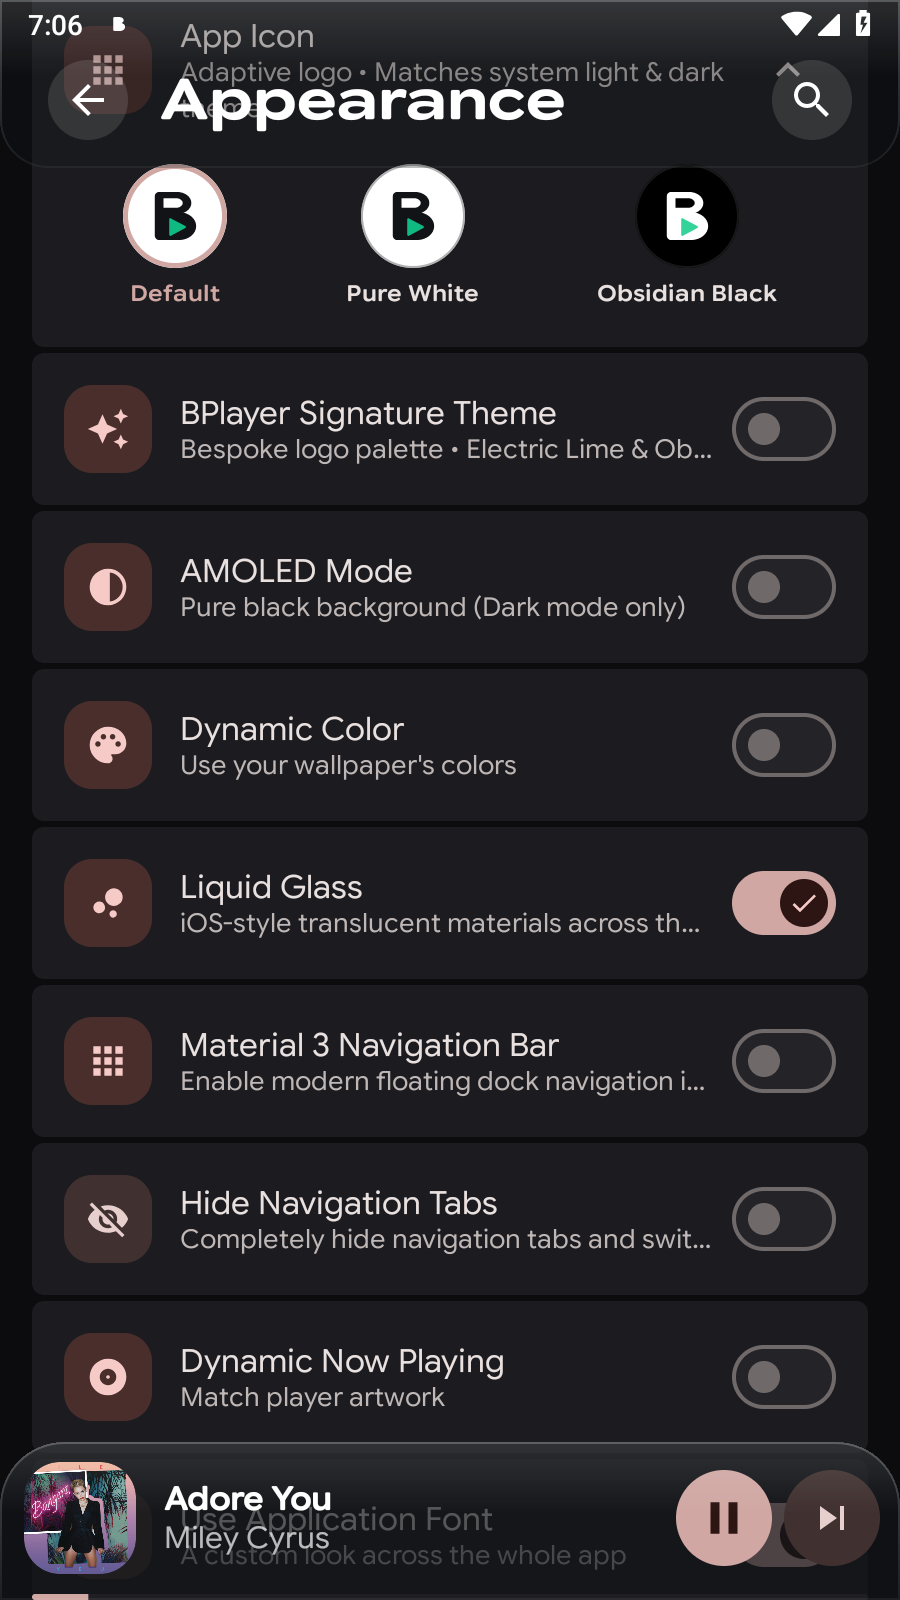 7:06
App Icon
Adaptive logo • Matches system light & dark
theme
Appearance
Default
Pure White
Obsidian Black
BPlayer Signature Theme
Bespoke logo palette • Electric Lime & Ob...
AMOLED Mode
Pure black background (Dark mode only)
Dynamic Color
Use your wallpaper's colors
Liquid Glass
iOS-style translucent materials across th...
Material 3 Navigation Bar
Enable modern floating dock navigation i...
Hide Navigation Tabs
Completely hide navigation tabs and swit...
Dynamic Now Playing
Match player artwork
Adore You
Miley Cyrus
Use Application Font
A custom look across the whole app
Bangerz